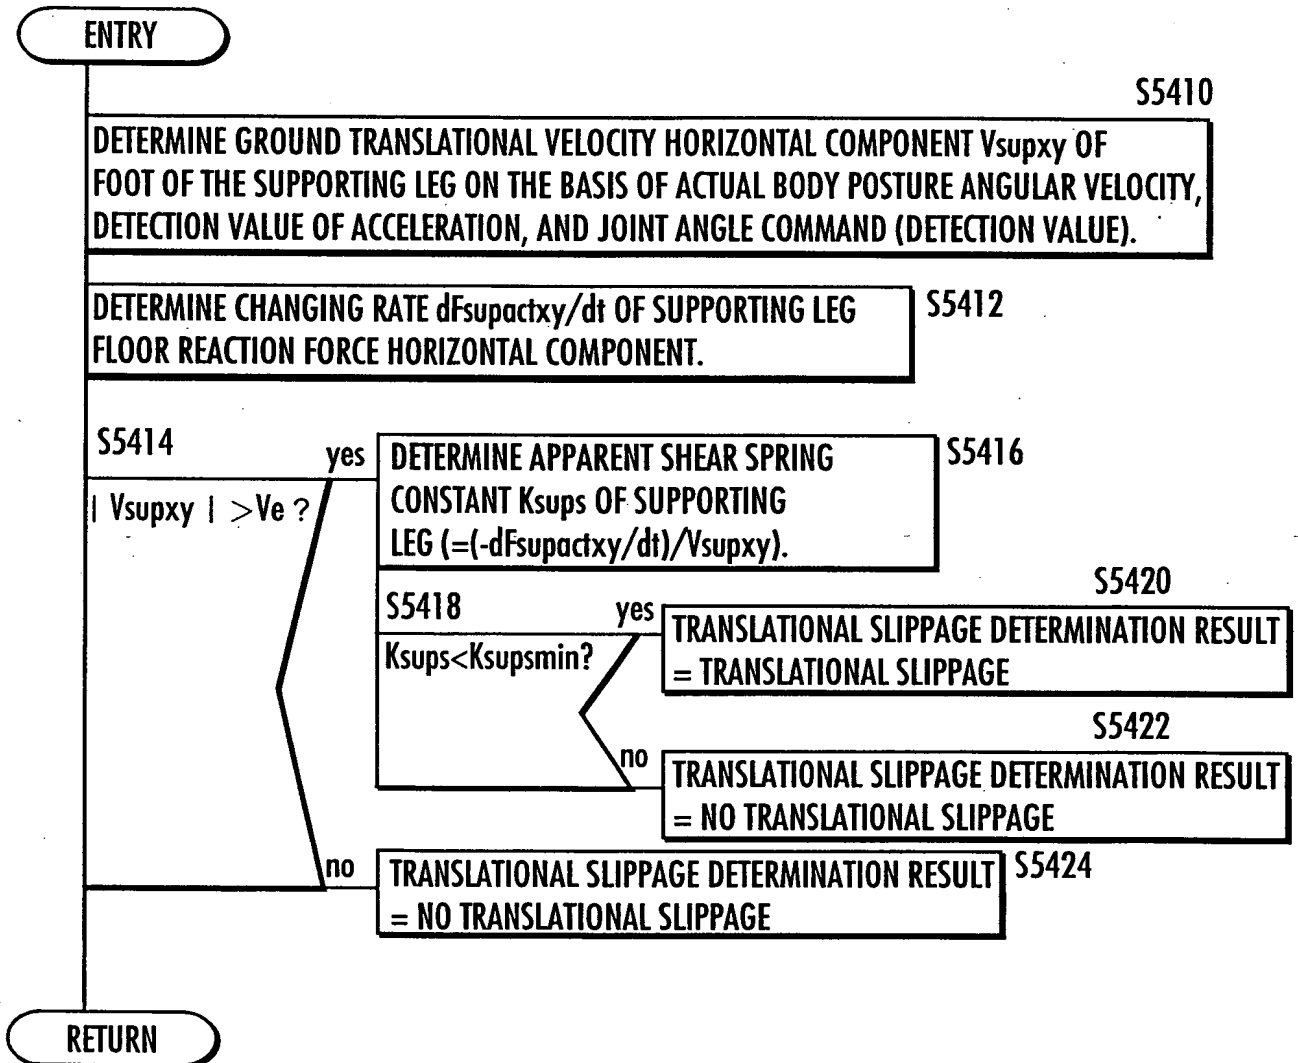 ENTRY
S5410
DETERMINE GROUND TRANSLATIONAL VELOCITY HORIZONTAL COMPONENT Vsupxy OF
FOOT OF THE SUPPORTING LEG ON THE BASIS OF ACTUAL BODY POSTURE ANGULAR VELOCITY,
DETECTION VALUE OF ACCELERATION, AND JOINT ANGLE COMMAND (DETECTION VALUE).
DETERMINE CHANGING RATE dFsupactxy/dt OF SUPPORTING LEG
FLOOR REACTION FORCE HORIZONTAL COMPONENT.
S5412
S5414
| Vsupxy | >Ve ?
yes
DETERMINE APPARENT SHEAR SPRING
CONSTANT Ksups OF SUPPORTING
LEG (=(-dFsupactxy/dt)/Vsupxy).
S5416
S5418
Ksups<Ksupsmin?
yes
S5420
TRANSLATIONAL SLIPPAGE DETERMINATION RESULT
= TRANSLATIONAL SLIPPAGE
S5422
no
TRANSLATIONAL SLIPPAGE DETERMINATION RESULT
= NO TRANSLATIONAL SLIPPAGE
no
TRANSLATIONAL SLIPPAGE DETERMINATION RESULT
= NO TRANSLATIONAL SLIPPAGE
S5424
RETURN